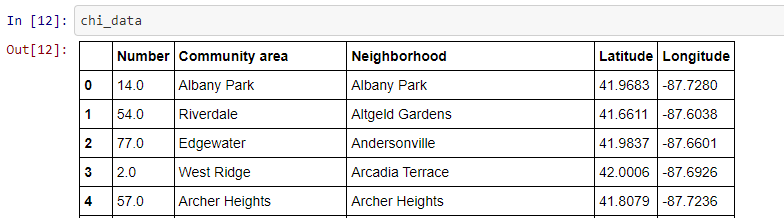 In [12]: chi_data
Out[12]:
Number Community area Neighborhood Latitude Longitude
0 14.0 Albany Park Albany Park 41.9683 -87.7280
1 54.0 Riverdale Altgeld Gardens 41.6611 -87.6038
2 77.0 Edgewater Andersonville 41.9837 -87.6601
3 2.0 West Ridge Arcadia Terrace 42.0006 -87.6926
4 57.0 Archer Heights Archer Heights 41.8079 -87.7236